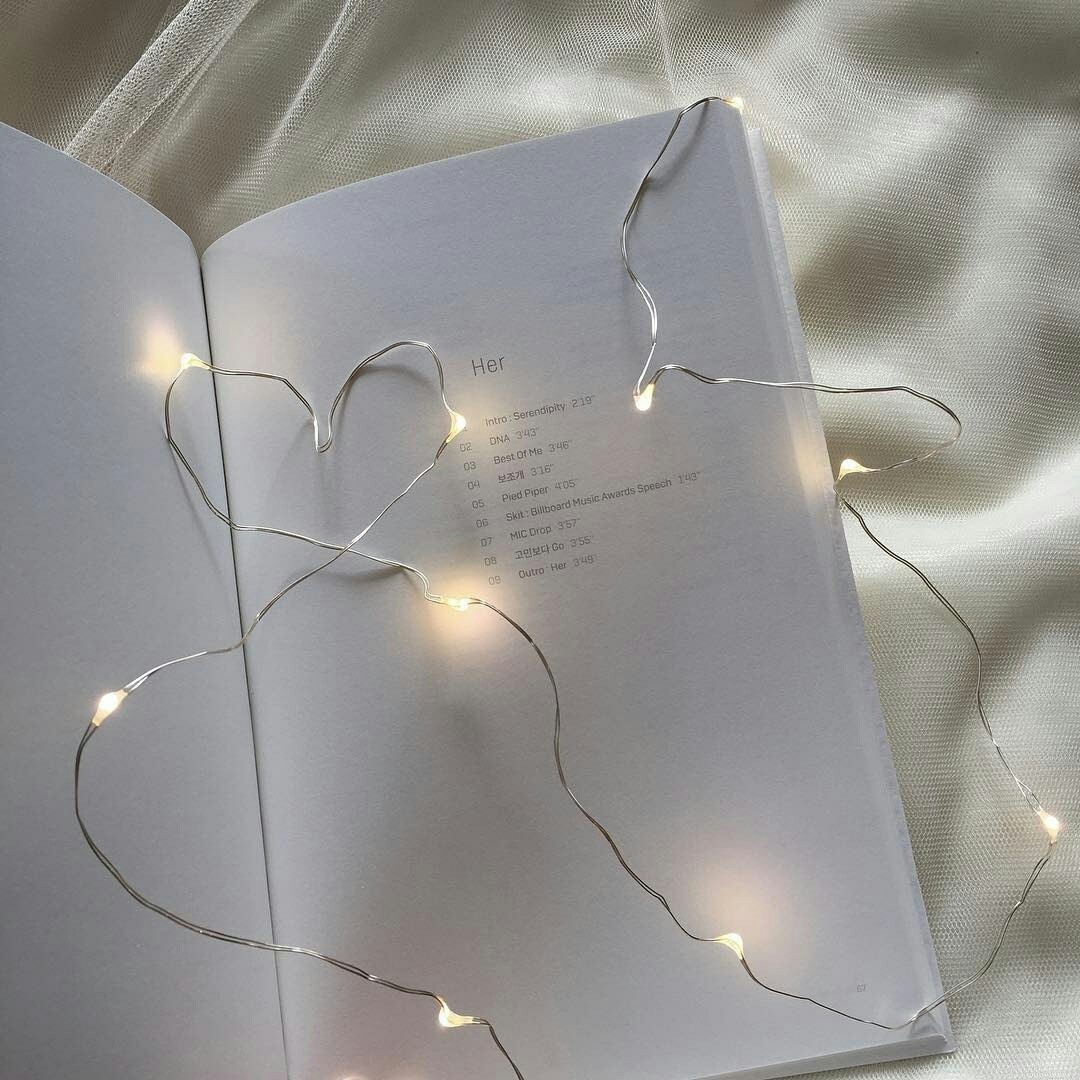 Her
1 Intro : Serendipity 2'19"
02 DNA 3'43"
03 Best Of Me 3'46"
04 보조개 3'16"
05 Pied Piper 4'05"
06 Skit : Billboard Music Awards Speech 1'43"
07 MIC Drop 3'57"
08 고민보다 Go 3'55"
09 Outro : Her 3'49"
67